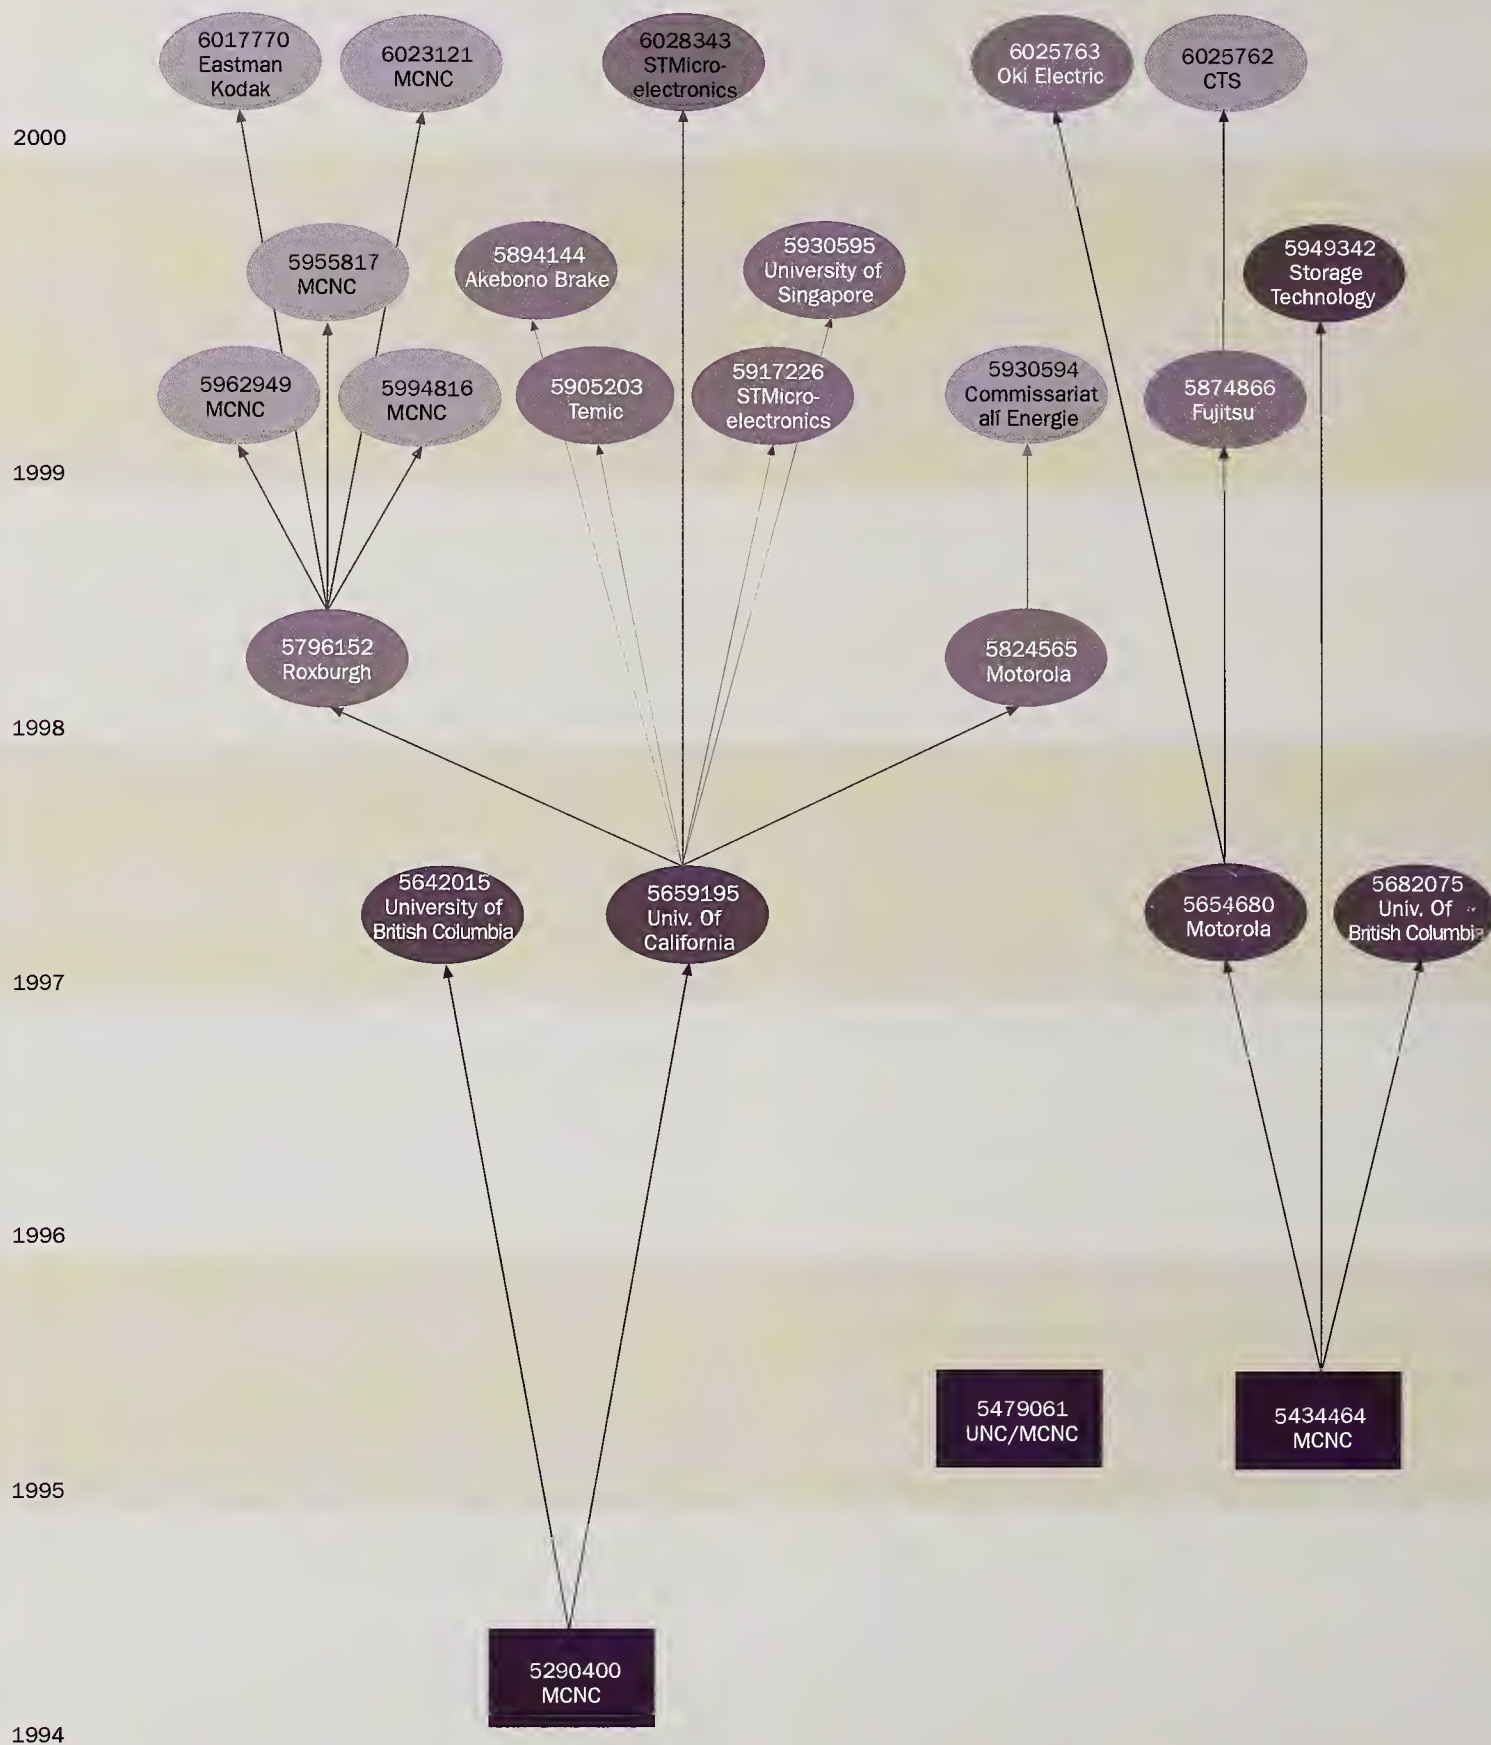 6017770
Eastman
Kodak
6023121
MCNC
6028343
STMicro-
electronics
6025763
Oki Electric
6025762
CTS
2000
5955817
MCNC
5894144
Akebono Brake
5930595
University of
Singapore
5949342
Storage
Technology
5962949
MCNC
5994816
MCNC
5905203
Temic
5917226
STMicro-
electronics
5930594
Commissariat
alí Energie
5874866
Fujitsu
1999
5796152
Roxburgh
5824565
Motorola
1998
5642015
University of
British Columbia
5659195
Univ. Of
California
5654680
Motorola
5682075
Univ. Of
British Columbia
1997
1996
5479061
UNC/MCNC
5434464
MCNC
1995
5290400
MCNC
1994